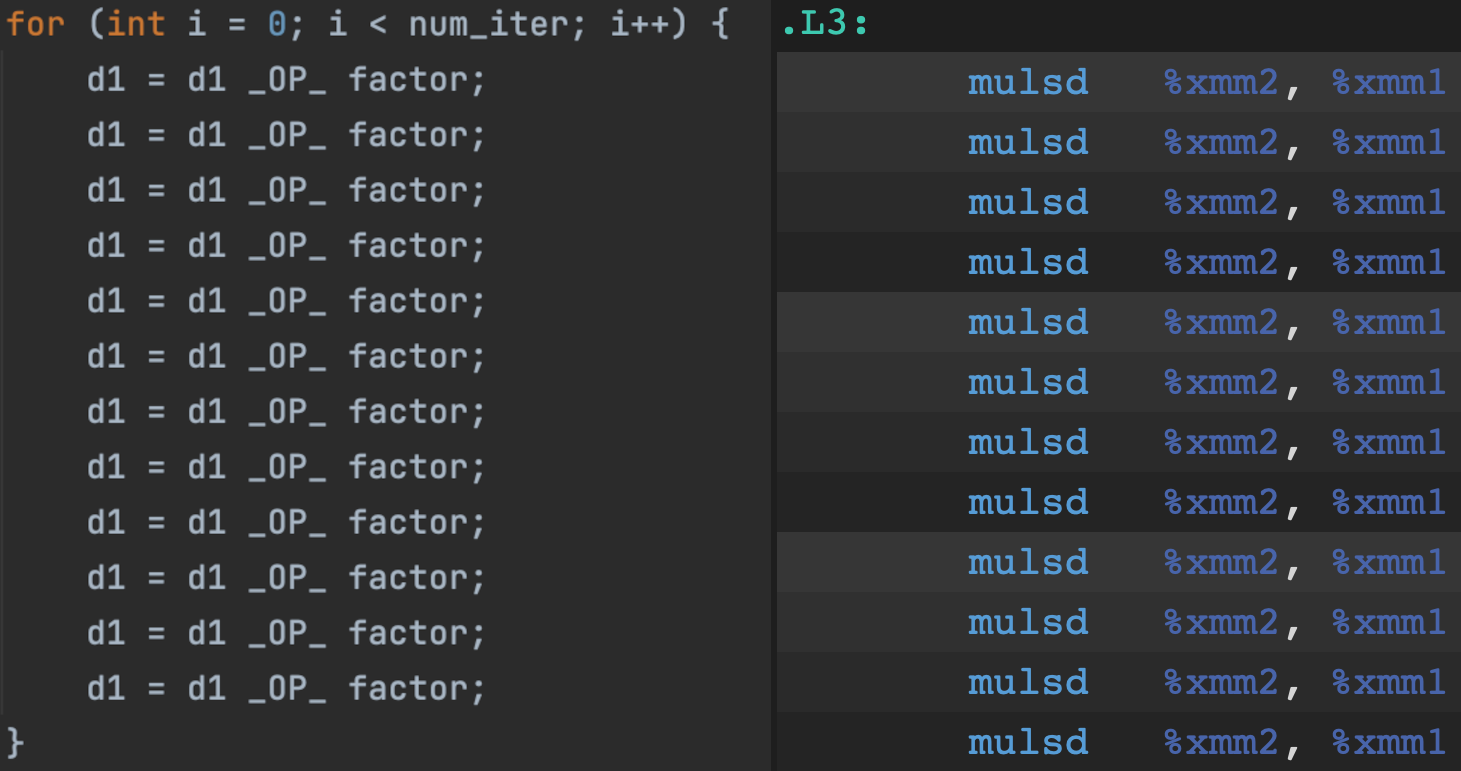 for (int i = 0; i < num_iter; i++) {
    d1 = d1 _OP_ factor;
    d1 = d1 _OP_ factor;
    d1 = d1 _OP_ factor;
    d1 = d1 _OP_ factor;
    d1 = d1 _OP_ factor;
    d1 = d1 _OP_ factor;
    d1 = d1 _OP_ factor;
    d1 = d1 _OP_ factor;
    d1 = d1 _OP_ factor;
    d1 = d1 _OP_ factor;
    d1 = d1 _OP_ factor;
    d1 = d1 _OP_ factor;
}
.L3:
        mulsd   %xmm2, %xmm1
        mulsd   %xmm2, %xmm1
        mulsd   %xmm2, %xmm1
        mulsd   %xmm2, %xmm1
        mulsd   %xmm2, %xmm1
        mulsd   %xmm2, %xmm1
        mulsd   %xmm2, %xmm1
        mulsd   %xmm2, %xmm1
        mulsd   %xmm2, %xmm1
        mulsd   %xmm2, %xmm1
        mulsd   %xmm2, %xmm1
        mulsd   %xmm2, %xmm1